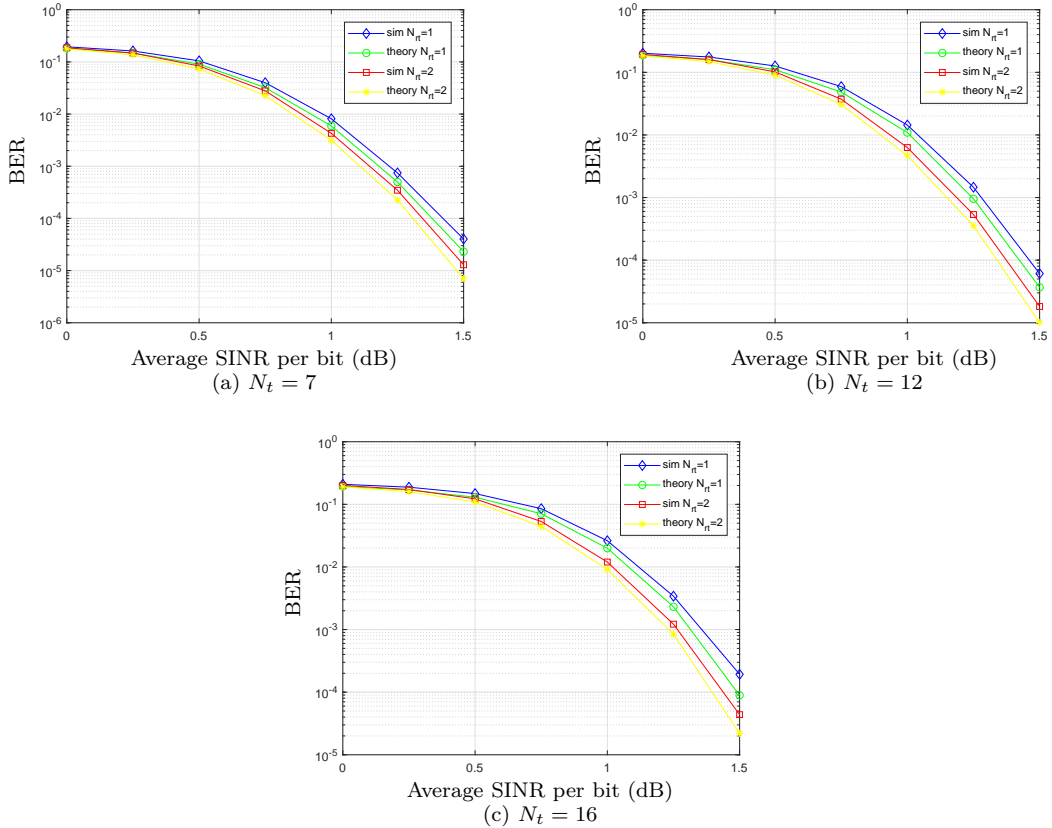 10^0
10^-1
10^-2
10^-3
10^-4
10^-5
10^-6
BER
0 0.5 1 1.5
Average SINR per bit (dB)
sim N_rt=1
theory N_rt=1
sim N_rt=2
theory N_rt=2
(a) N_t = 7
10^0
10^-1
10^-2
10^-3
10^-4
10^-5
BER
0 0.5 1 1.5
Average SINR per bit (dB)
sim N_rt=1
theory N_rt=1
sim N_rt=2
theory N_rt=2
(b) N_t = 12
10^0
10^-1
10^-2
10^-3
10^-4
10^-5
BER
0 0.5 1 1.5
Average SINR per bit (dB)
sim N_rt=1
theory N_rt=1
sim N_rt=2
theory N_rt=2
(c) N_t = 16